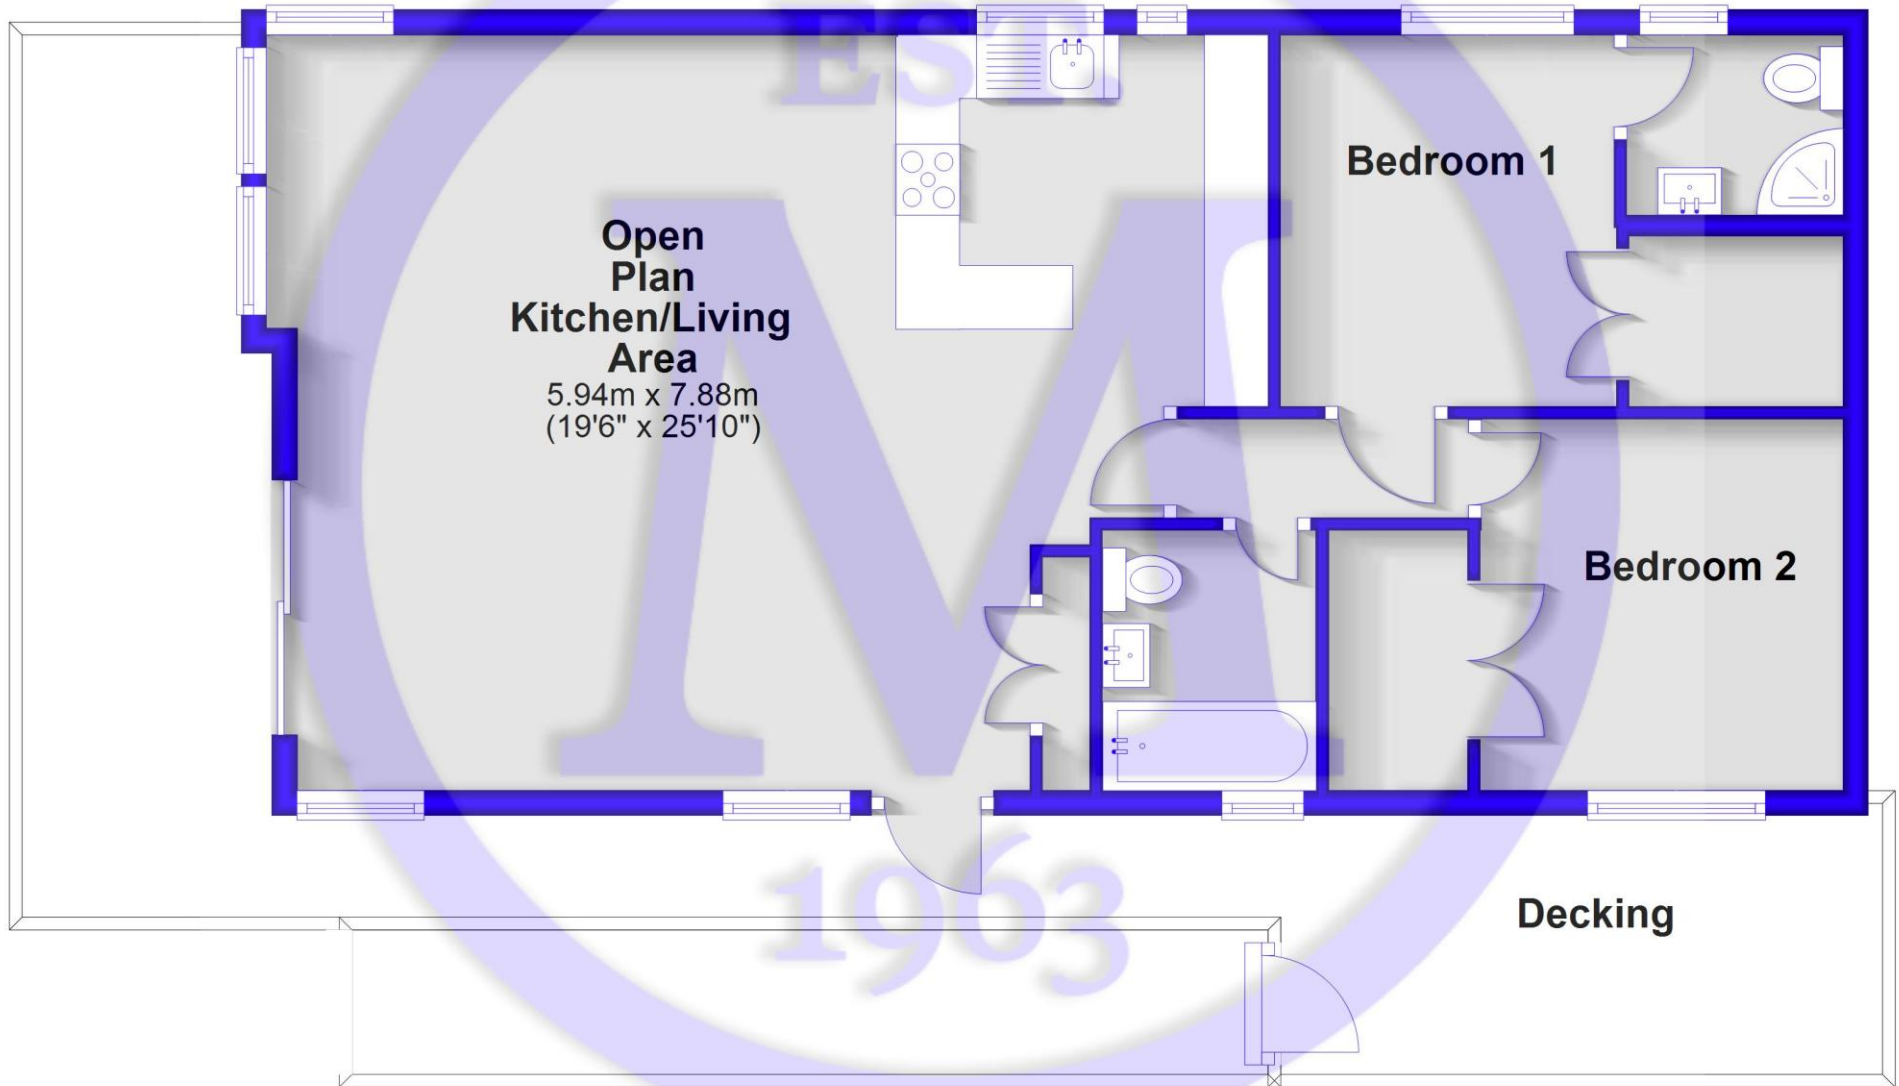 EST.
Bedroom 1
Open
Plan
Kitchen/Living
Area
5.94m x 7.88m
(19'6" x 25'10")
M
Bedroom 2
1963
Decking